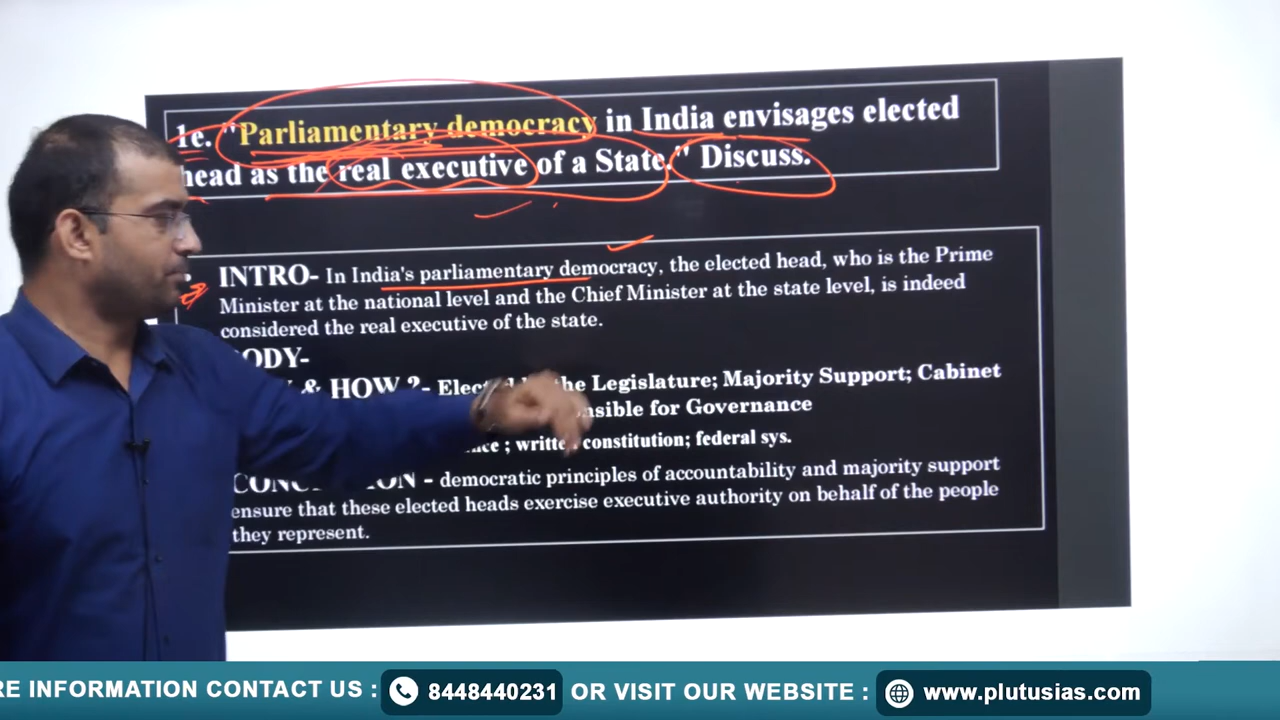 1e. "Parliamentary democracy in India envisages elected
head as the real executive of a State." Discuss.
INTRO- In India's parliamentary democracy, the elected head, who is the Prime
Minister at the national level and the Chief Minister at the state level, is indeed
considered the real executive of the state.
& HOW ?- the Legislature; Majority Support; Cabinet
for Governance
; written constitution; federal sys.
- democratic principles of accountability and majority support
ensure that these elected heads exercise executive authority on behalf of the people
they represent.
RE INFORMATION CONTACT US : 8448440231 OR VISIT OUR WEBSITE : www.plutusias.com